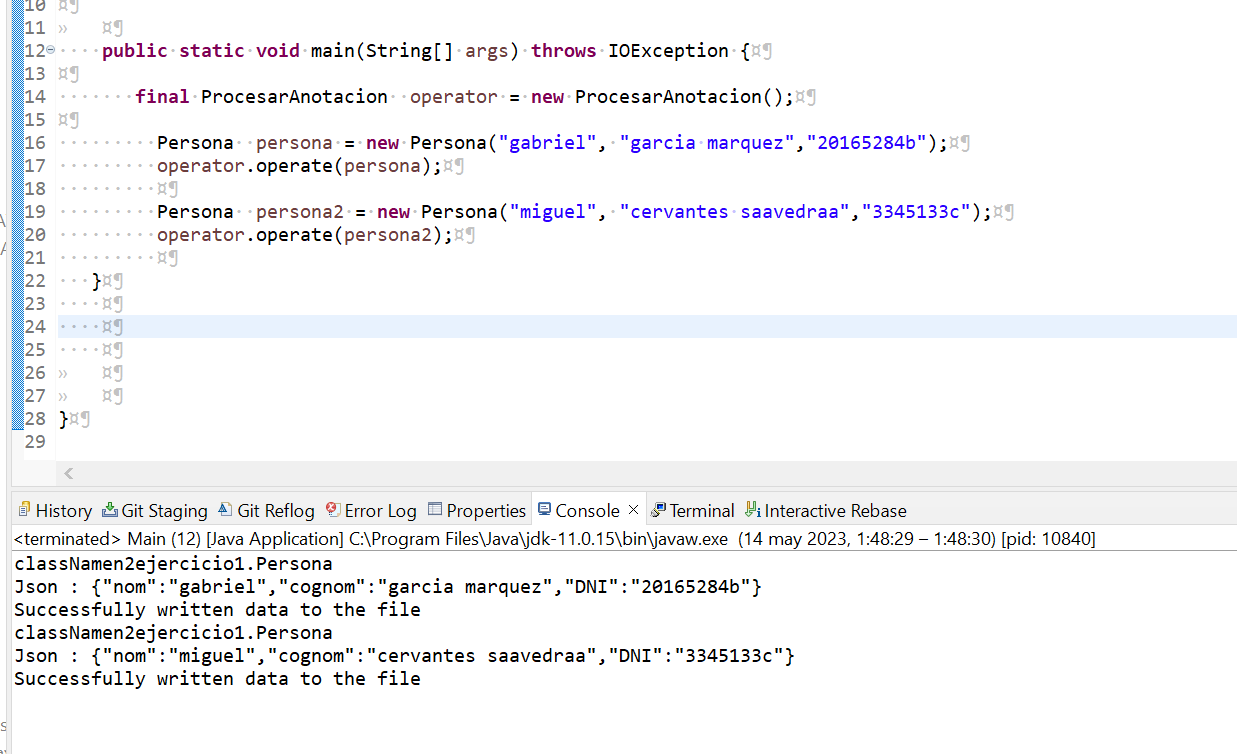 10
11
12 public static void main(String[] args) throws IOException {
13
14 final ProcesarAnotacion operator = new ProcesarAnotacion();
15
16 Persona persona = new Persona("gabriel", "garcia marquez","20165284b");
17 operator.operate(persona);
18
19 Persona persona2 = new Persona("miguel", "cervantes saavedraa","3345133c");
20 operator.operate(persona2);
21
22 }
23
24
25
26
27
28 }
29
History Git Staging Git Reflog Error Log Properties Console Terminal Interactive Rebase
<terminated> Main (12) [Java Application] C:\Program Files\Java\jdk-11.0.15\bin\javaw.exe (14 may 2023, 1:48:29 – 1:48:30) [pid: 10840]
classNamen2ejercicio1.Persona
Json : {"nom":"gabriel","cognom":"garcia marquez","DNI":"20165284b"}
Successfully written data to the file
classNamen2ejercicio1.Persona
Json : {"nom":"miguel","cognom":"cervantes saavedraa","DNI":"3345133c"}
Successfully written data to the file